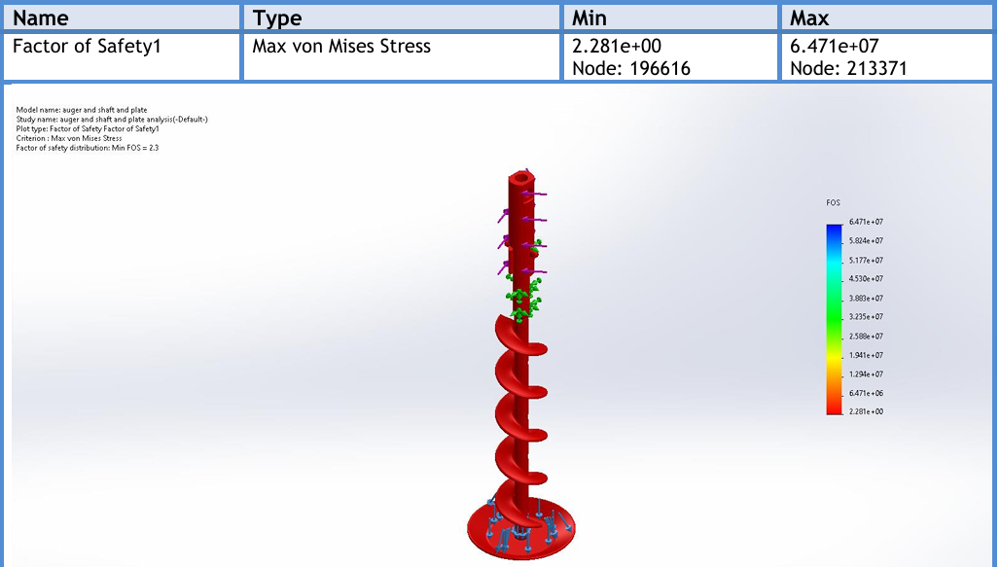 Name Type Min Max
Factor of Safety1 Max von Mises Stress 2.281e+00 6.471e+07
Node: 196616 Node: 213371
Model name: auger and shaft and plate
Study name: auger and shaft and plate analysis(-Default-)
Plot type: Factor of Safety Factor of Safety1
Criterion : Max von Mises Stress
Factor of safety distribution: Min FOS = 2.3
FOS
6.471e+07
5.824e+07
5.177e+07
4.530e+07
3.883e+07
3.235e+07
2.588e+07
1.941e+07
1.294e+07
6.471e+06
2.281e+00